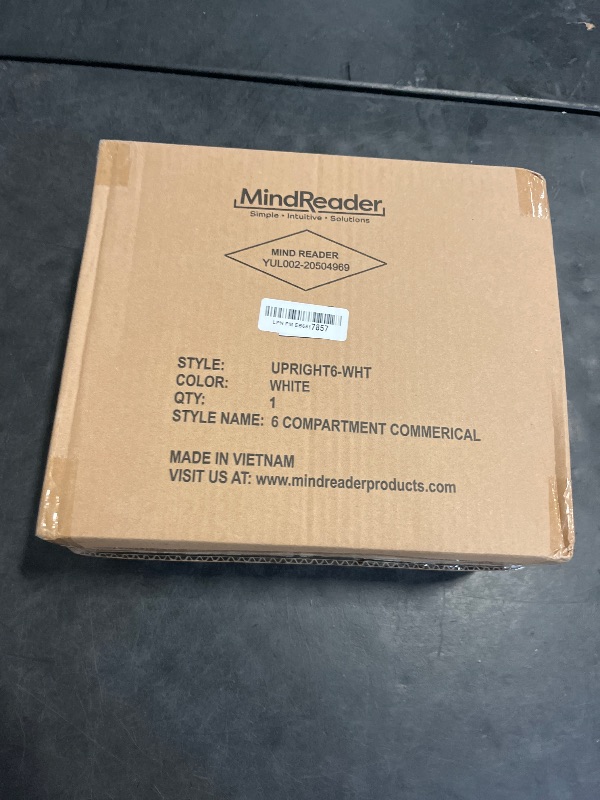 MindReader
Simple • Intuitive • Solutions
MIND READER
YUL002-20504969
7857
STYLE: UPRIGHT6-WHT
COLOR: WHITE
QTY: 1
STYLE NAME: 6 COMPARTMENT COMMERICAL
MADE IN VIETNAM
VISIT US AT: www.mindreaderproducts.com